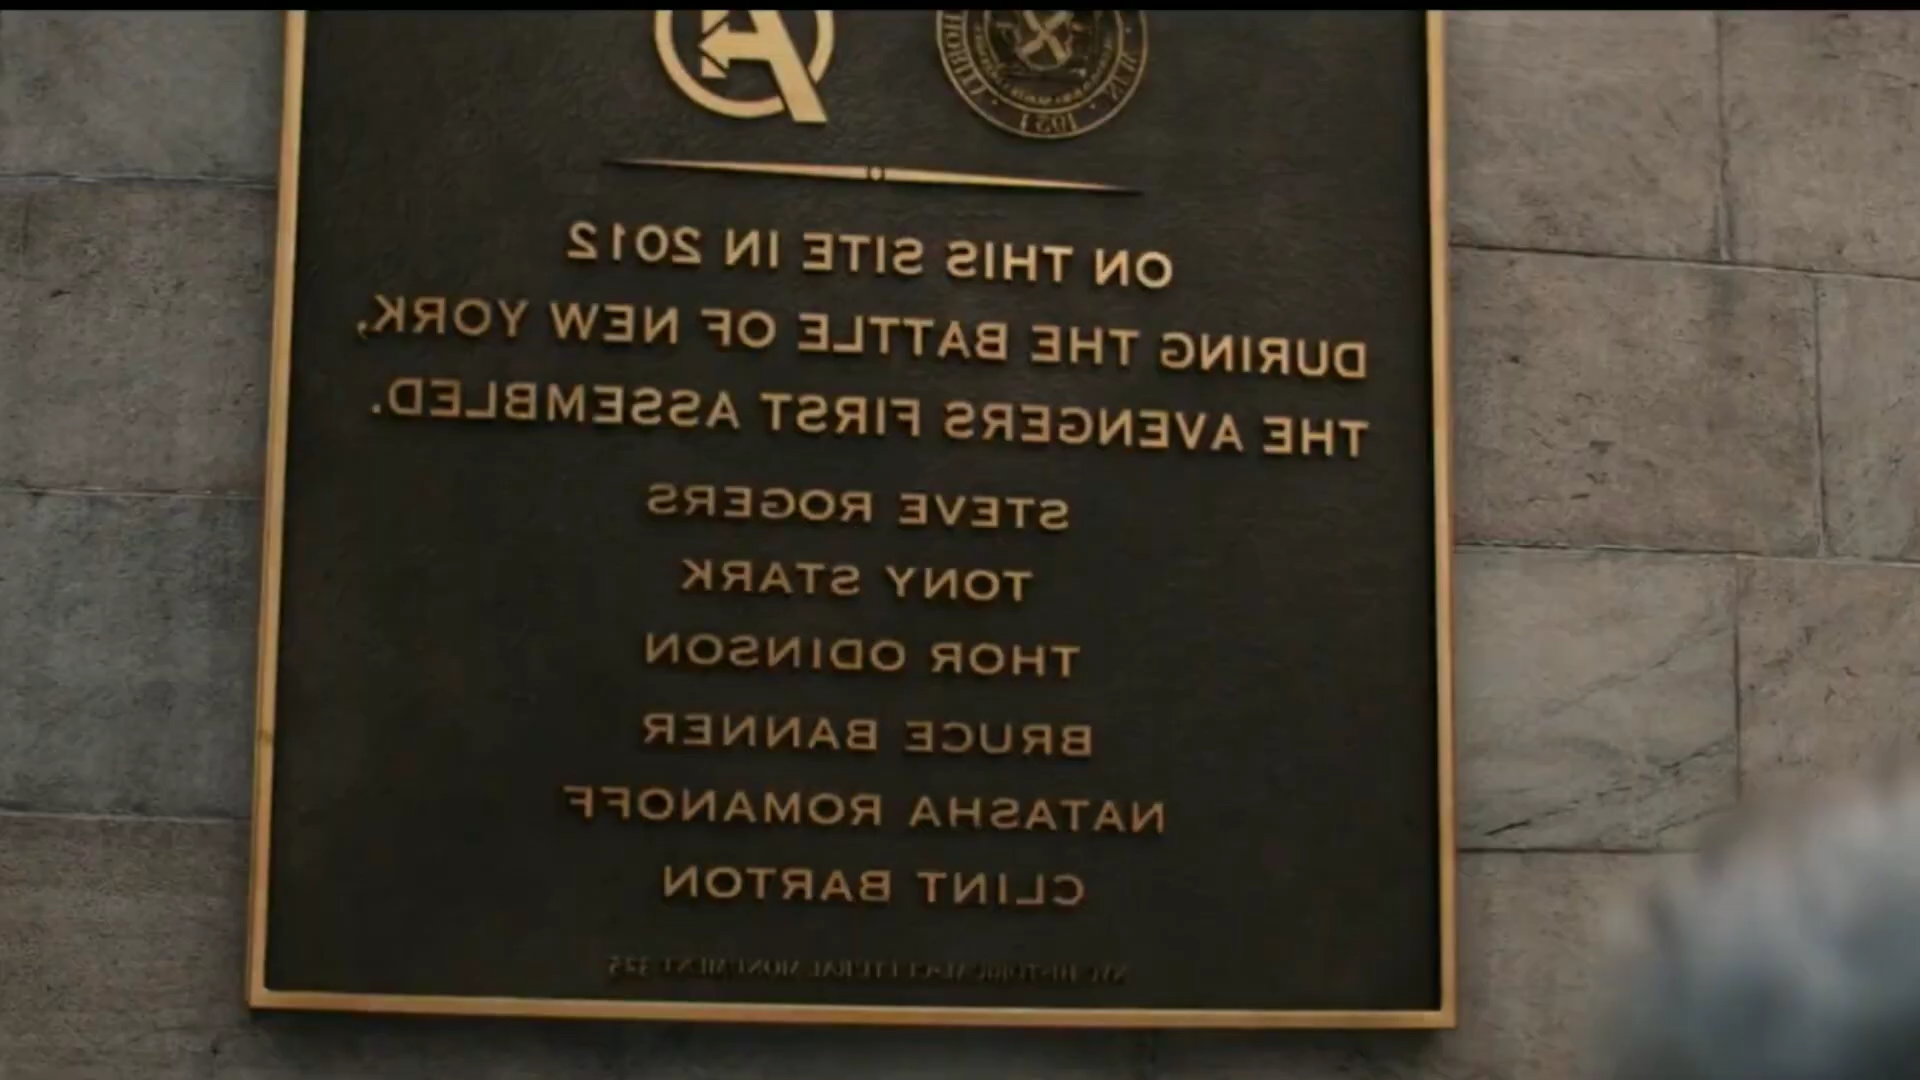 ON THIS SITE IN 2012
DURING THE BATTLE OF NEW YORK,
THE AVENGERS FIRST ASSEMBLED.
STEVE ROGERS
TONY STARK
THOR ODINSON
BRUCE BANNER
NATASHA ROMANOFF
CLINT BARTON
MONUMENT